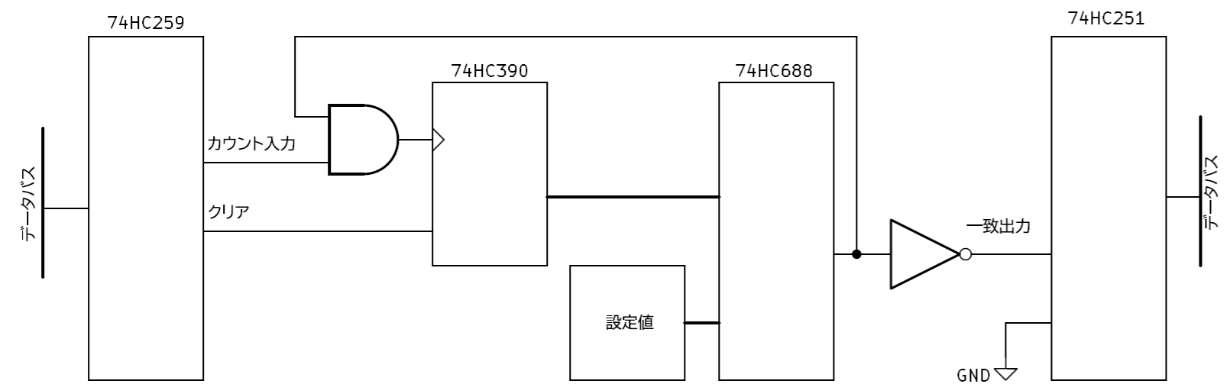 74HC259
74HC251
74HC390
74HC688
カウント入力
データバス
データバス
クリア
一致出力
設定値
GND